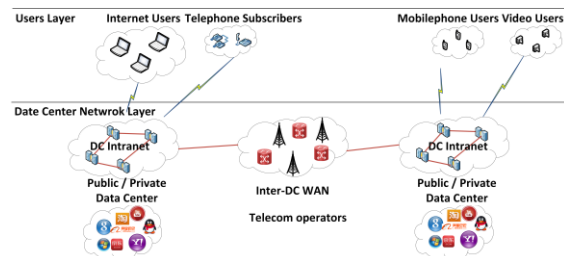 Users Layer
Internet Users
Telephone Subscribers
Mobilephone Users
Video Users
Date Center Netwrok Layer
DC Intranet
DC Intranet
Public / Private
Data Center
Inter-DC WAN
Telecom operators
Public / Private
Data Center